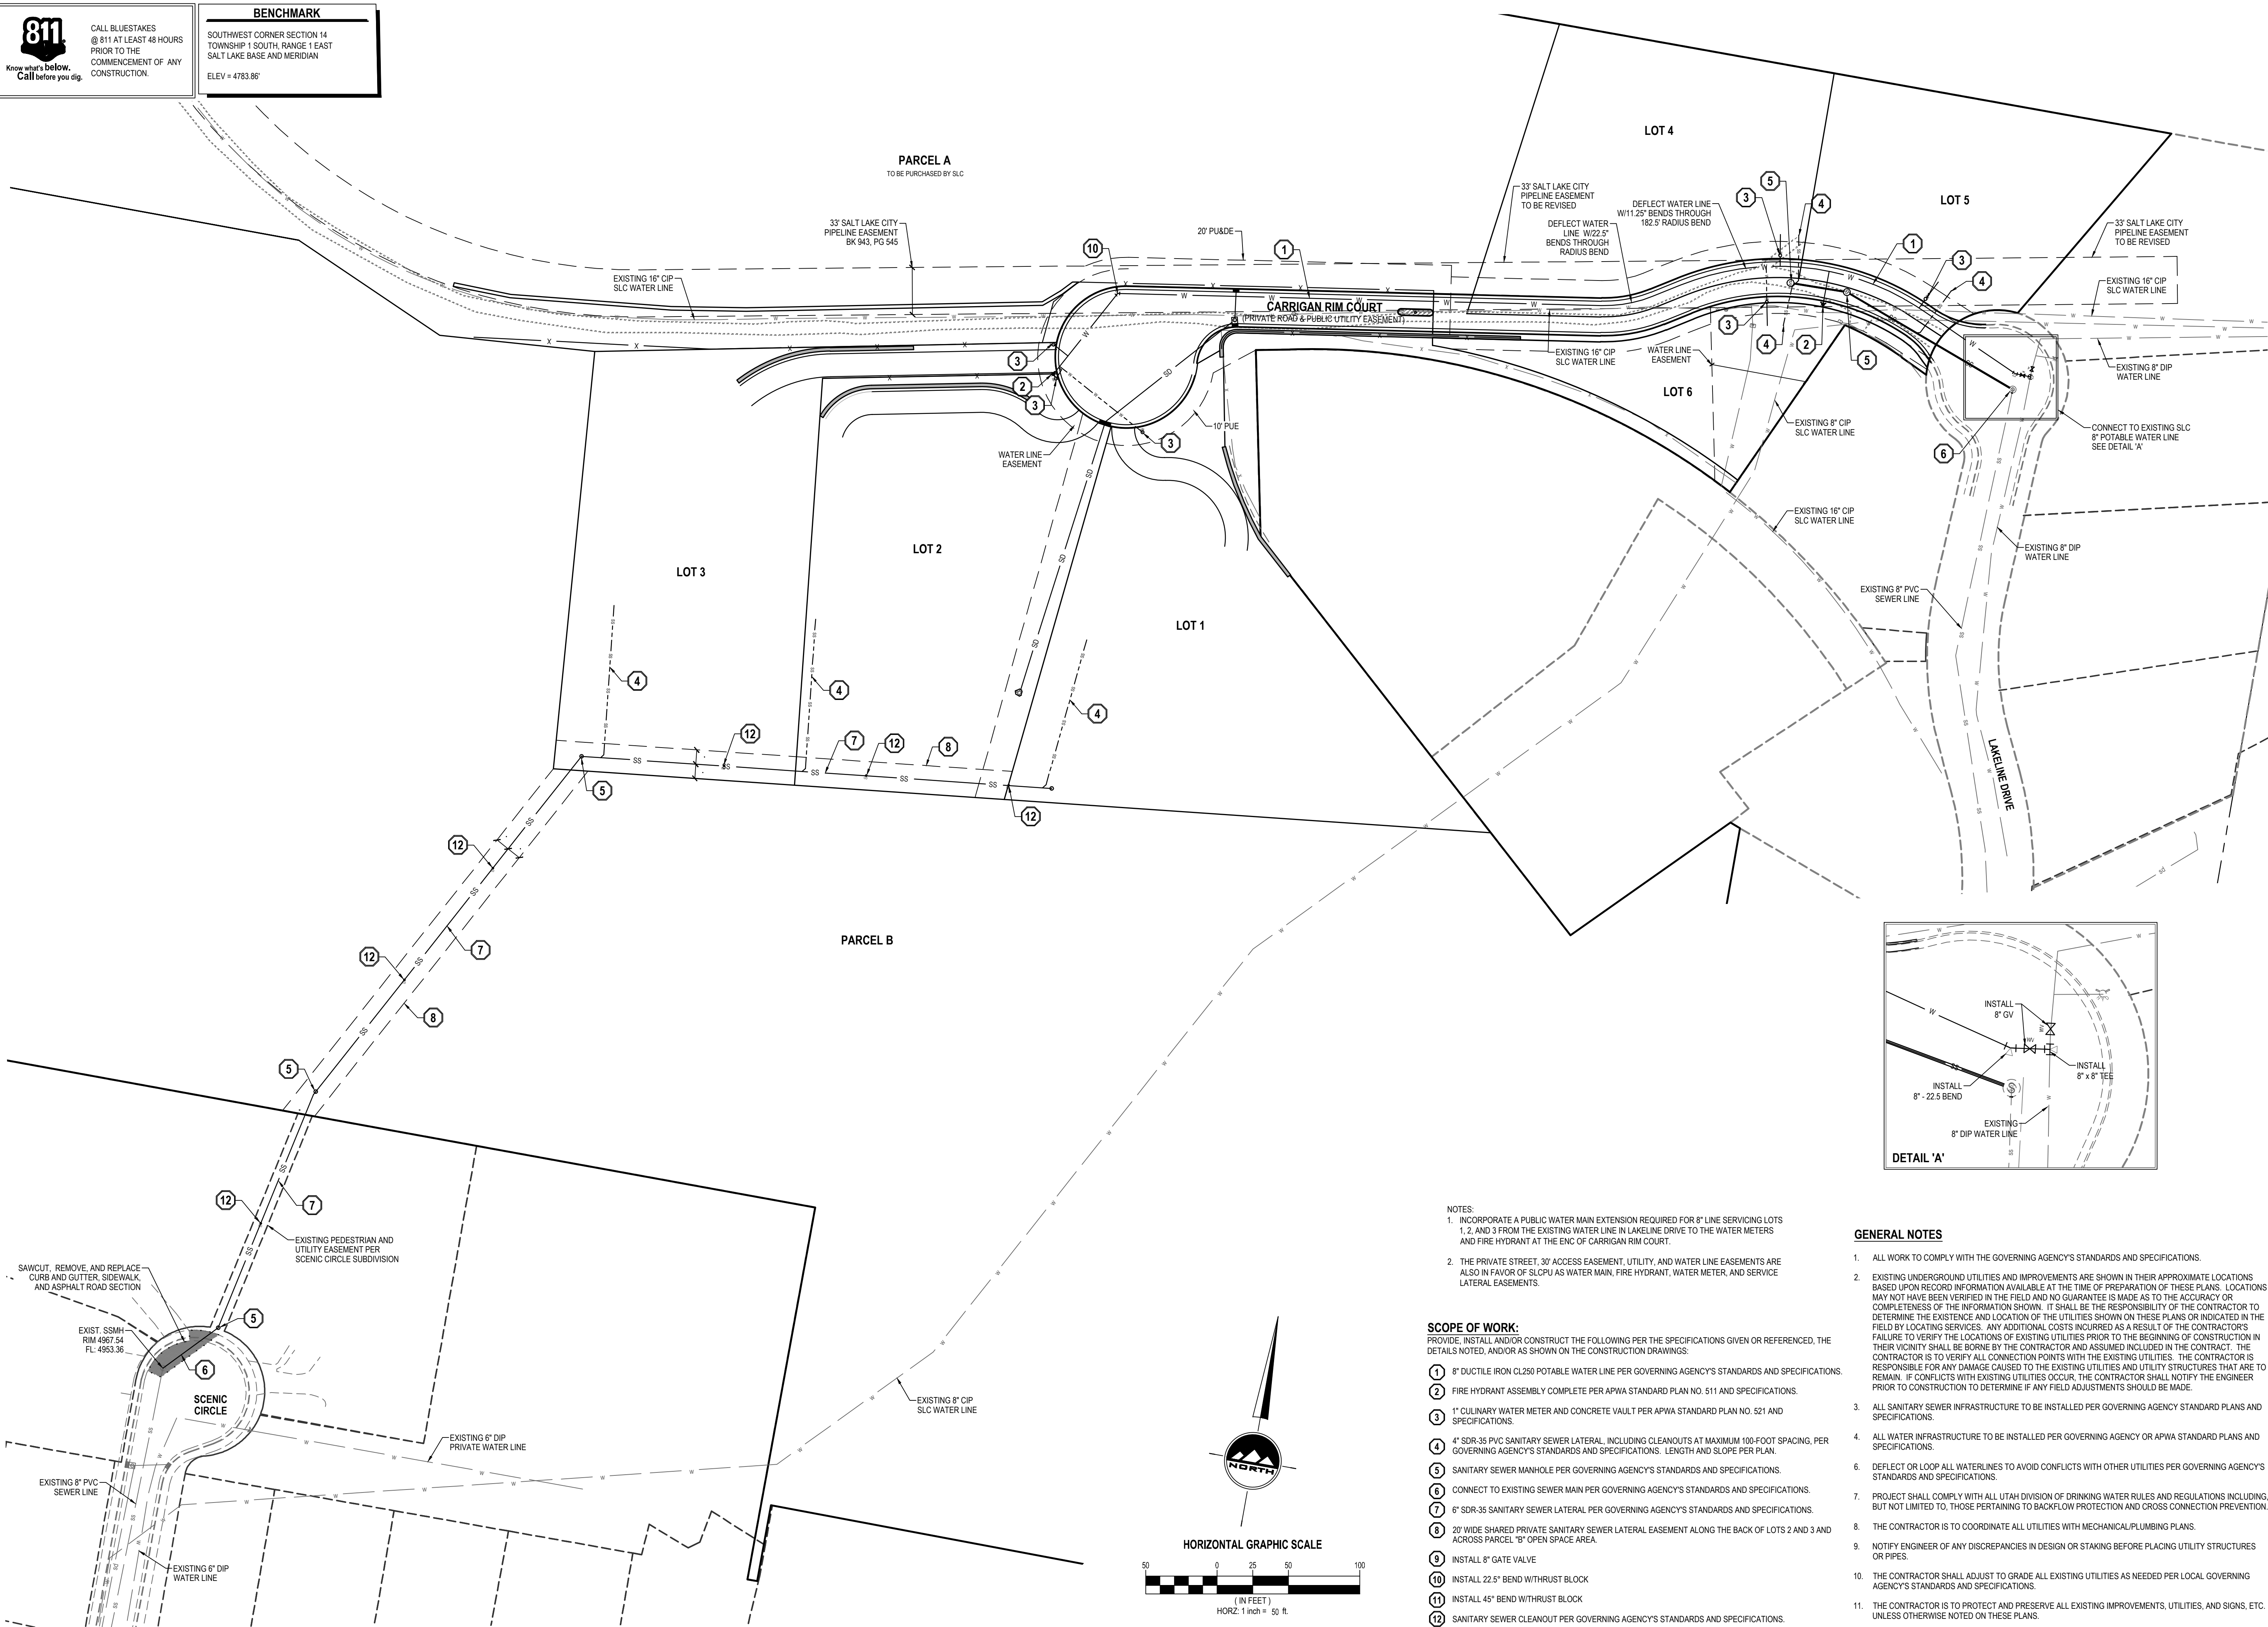 811
Know what's below.
Call before you dig.
CALL BLUESTAKES
@ 811 AT LEAST 48 HOURS
PRIOR TO THE
COMMENCEMENT OF ANY
CONSTRUCTION.
BENCHMARK
SOUTHWEST CORNER SECTION 14
TOWNSHIP 1 SOUTH, RANGE 1 EAST
SALT LAKE BASE AND MERIDIAN
ELEV = 4783.86'
PARCEL A
TO BE PURCHASED BY SLC
33' SALT LAKE CITY
PIPELINE EASEMENT
BK 943, PG 545
EXISTING 16" CIP
SLC WATER LINE
10
20' PU&DE
1
CARRIGAN RIM COURT
(PRIVATE ROAD & PUBLIC UTILITY EASEMENT)
33' SALT LAKE CITY
PIPELINE EASEMENT
TO BE REVISED
DEFLECT WATER
LINE W/22.5"
BENDS THROUGH
RADIUS BEND
DEFLECT WATER LINE
W/11.25" BENDS THROUGH
182.5' RADIUS BEND
LOT 4
3
5
4
LOT 5
1
3
4
33' SALT LAKE CITY
PIPELINE EASEMENT
TO BE REVISED
EXISTING 16" CIP
SLC WATER LINE
EXISTING 8" DIP
WATER LINE
CONNECT TO EXISTING SLC
8" POTABLE WATER LINE
SEE DETAIL 'A'
6
3
4
2
5
EXISTING 16" CIP
SLC WATER LINE
WATER LINE
EASEMENT
LOT 6
EXISTING 8" CIP
SLC WATER LINE
EXISTING 16" CIP
SLC WATER LINE
EXISTING 8" DIP
WATER LINE
EXISTING 8" PVC
SEWER LINE
LAKELINE DRIVE
3
2
3
3
10' PUE
WATER LINE
EASEMENT
LOT 3
LOT 2
LOT 1
4
4
4
12
7
12
8
5
12
12
7
12
8
5
PARCEL B
12
7
EXISTING PEDESTRIAN AND
UTILITY EASEMENT PER
SCENIC CIRCLE SUBDIVISION
SAWCUT, REMOVE, AND REPLACE
CURB AND GUTTER, SIDEWALK,
AND ASPHALT ROAD SECTION
5
EXIST. SSMH
RIM 4967.54
FL: 4953.36
6
SCENIC
CIRCLE
EXISTING 8" CIP
SLC WATER LINE
EXISTING 6" DIP
PRIVATE WATER LINE
EXISTING 8" PVC
SEWER LINE
EXISTING 6" DIP
WATER LINE
INSTALL
8" GV
INSTALL
8" x 8" TEE
INSTALL
8" - 22.5 BEND
EXISTING
8" DIP WATER LINE
DETAIL 'A'
NORTH
HORIZONTAL GRAPHIC SCALE
50 0 25 50 100
( IN FEET )
HORZ: 1 inch = 50 ft.
NOTES:
1. INCORPORATE A PUBLIC WATER MAIN EXTENSION REQUIRED FOR 8" LINE SERVICING LOTS
1, 2, AND 3 FROM THE EXISTING WATER LINE IN LAKELINE DRIVE TO THE WATER METERS
AND FIRE HYDRANT AT THE ENC OF CARRIGAN RIM COURT.
2. THE PRIVATE STREET, 30' ACCESS EASEMENT, UTILITY, AND WATER LINE EASEMENTS ARE
ALSO IN FAVOR OF SLCPU AS WATER MAIN, FIRE HYDRANT, WATER METER, AND SERVICE
LATERAL EASEMENTS.
SCOPE OF WORK:
PROVIDE, INSTALL AND/OR CONSTRUCT THE FOLLOWING PER THE SPECIFICATIONS GIVEN OR REFERENCED, THE
DETAILS NOTED, AND/OR AS SHOWN ON THE CONSTRUCTION DRAWINGS:
1 8" DUCTILE IRON CL250 POTABLE WATER LINE PER GOVERNING AGENCY'S STANDARDS AND SPECIFICATIONS.
2 FIRE HYDRANT ASSEMBLY COMPLETE PER APWA STANDARD PLAN NO. 511 AND SPECIFICATIONS.
3 1" CULINARY WATER METER AND CONCRETE VAULT PER APWA STANDARD PLAN NO. 521 AND
SPECIFICATIONS.
4 4" SDR-35 PVC SANITARY SEWER LATERAL, INCLUDING CLEANOUTS AT MAXIMUM 100-FOOT SPACING, PER
GOVERNING AGENCY'S STANDARDS AND SPECIFICATIONS. LENGTH AND SLOPE PER PLAN.
5 SANITARY SEWER MANHOLE PER GOVERNING AGENCY'S STANDARDS AND SPECIFICATIONS.
6 CONNECT TO EXISTING SEWER MAIN PER GOVERNING AGENCY'S STANDARDS AND SPECIFICATIONS.
7 6" SDR-35 SANITARY SEWER LATERAL PER GOVERNING AGENCY'S STANDARDS AND SPECIFICATIONS.
8 20' WIDE SHARED PRIVATE SANITARY SEWER LATERAL EASEMENT ALONG THE BACK OF LOTS 2 AND 3 AND
ACROSS PARCEL "B" OPEN SPACE AREA.
9 INSTALL 8" GATE VALVE
10 INSTALL 22.5° BEND W/THRUST BLOCK
11 INSTALL 45° BEND W/THRUST BLOCK
12 SANITARY SEWER CLEANOUT PER GOVERNING AGENCY'S STANDARDS AND SPECIFICATIONS.
GENERAL NOTES
1. ALL WORK TO COMPLY WITH THE GOVERNING AGENCY'S STANDARDS AND SPECIFICATIONS.
2. EXISTING UNDERGROUND UTILITIES AND IMPROVEMENTS ARE SHOWN IN THEIR APPROXIMATE LOCATIONS
BASED UPON RECORD INFORMATION AVAILABLE AT THE TIME OF PREPARATION OF THESE PLANS. LOCATIONS
MAY NOT HAVE BEEN VERIFIED IN THE FIELD AND NO GUARANTEE IS MADE AS TO THE ACCURACY OR
COMPLETENESS OF THE INFORMATION SHOWN. IT SHALL BE THE RESPONSIBILITY OF THE CONTRACTOR TO
DETERMINE THE EXISTENCE AND LOCATION OF THE UTILITIES SHOWN ON THESE PLANS OR INDICATED IN THE
FIELD BY LOCATING SERVICES. ANY ADDITIONAL COSTS INCURRED AS A RESULT OF THE CONTRACTOR'S
FAILURE TO VERIFY THE LOCATIONS OF EXISTING UTILITIES PRIOR TO THE BEGINNING OF CONSTRUCTION IN
THEIR VICINITY SHALL BE BORNE BY THE CONTRACTOR AND ASSUMED INCLUDED IN THE CONTRACT. THE
CONTRACTOR IS TO VERIFY ALL CONNECTION POINTS WITH THE EXISTING UTILITIES. THE CONTRACTOR IS
RESPONSIBLE FOR ANY DAMAGE CAUSED TO THE EXISTING UTILITIES AND UTILITY STRUCTURES THAT ARE TO
REMAIN. IF CONFLICTS WITH EXISTING UTILITIES OCCUR, THE CONTRACTOR SHALL NOTIFY THE ENGINEER
PRIOR TO CONSTRUCTION TO DETERMINE IF ANY FIELD ADJUSTMENTS SHOULD BE MADE.
3. ALL SANITARY SEWER INFRASTRUCTURE TO BE INSTALLED PER GOVERNING AGENCY STANDARD PLANS AND
SPECIFICATIONS.
4. ALL WATER INFRASTRUCTURE TO BE INSTALLED PER GOVERNING AGENCY OR APWA STANDARD PLANS AND
SPECIFICATIONS.
6. DEFLECT OR LOOP ALL WATERLINES TO AVOID CONFLICTS WITH OTHER UTILITIES PER GOVERNING AGENCY'S
STANDARDS AND SPECIFICATIONS.
7. PROJECT SHALL COMPLY WITH ALL UTAH DIVISION OF DRINKING WATER RULES AND REGULATIONS INCLUDING,
BUT NOT LIMITED TO, THOSE PERTAINING TO BACKFLOW PROTECTION AND CROSS CONNECTION PREVENTION.
8. THE CONTRACTOR IS TO COORDINATE ALL UTILITIES WITH MECHANICAL/PLUMBING PLANS.
9. NOTIFY ENGINEER OF ANY DISCREPANCIES IN DESIGN OR STAKING BEFORE PLACING UTILITY STRUCTURES
OR PIPES.
10. THE CONTRACTOR SHALL ADJUST TO GRADE ALL EXISTING UTILITIES AS NEEDED PER LOCAL GOVERNING
AGENCY'S STANDARDS AND SPECIFICATIONS.
11. THE CONTRACTOR IS TO PROTECT AND PRESERVE ALL EXISTING IMPROVEMENTS, UTILITIES, AND SIGNS, ETC.
UNLESS OTHERWISE NOTED ON THESE PLANS.